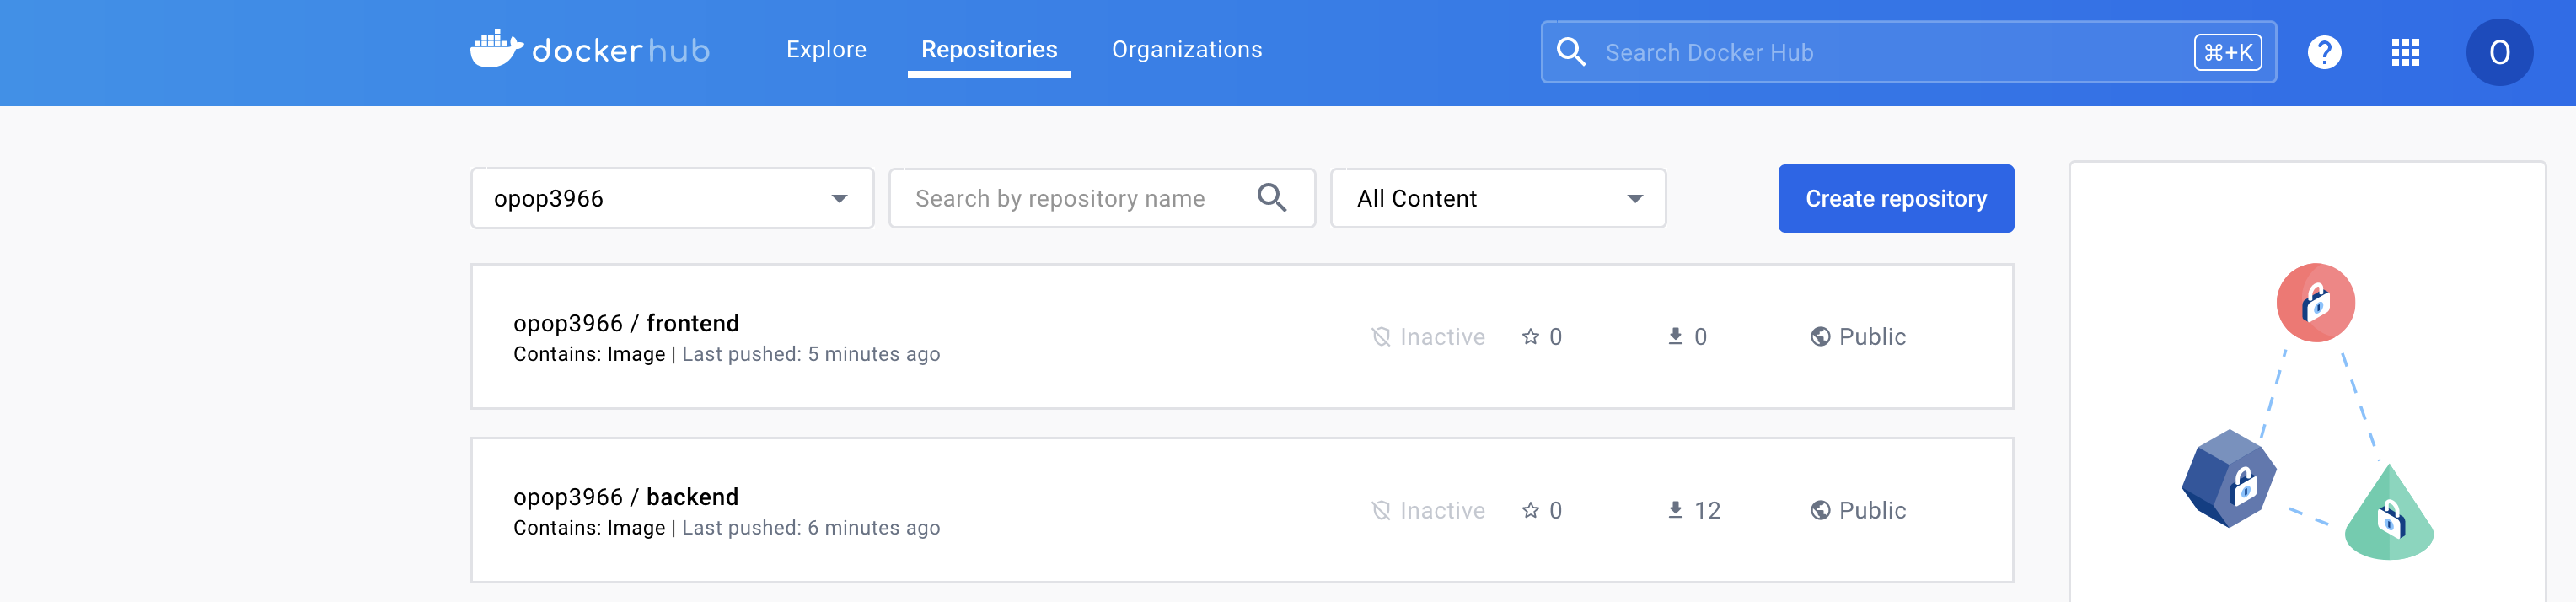 dockerhub Explore Repositories Organizations Search Docker Hub ⌘+K ? O
opop3966 Search by repository name All Content Create repository
opop3966 / frontend
Contains: Image | Last pushed: 5 minutes ago
Inactive 0 0 Public
opop3966 / backend
Contains: Image | Last pushed: 6 minutes ago
Inactive 0 12 Public